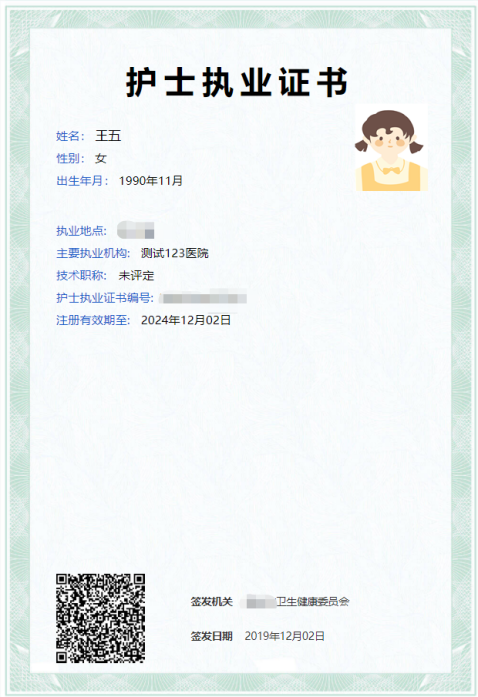 护士执业证书
姓名： 王五
性别： 女
出生年月： 1990年11月
执业地点：
主要执业机构: 测试123医院
技术职称: 未评定
护士执业证书编号:
注册有效期至: 2024年12月02日
签发机关 卫生健康委员会
签发日期 2019年12月02日